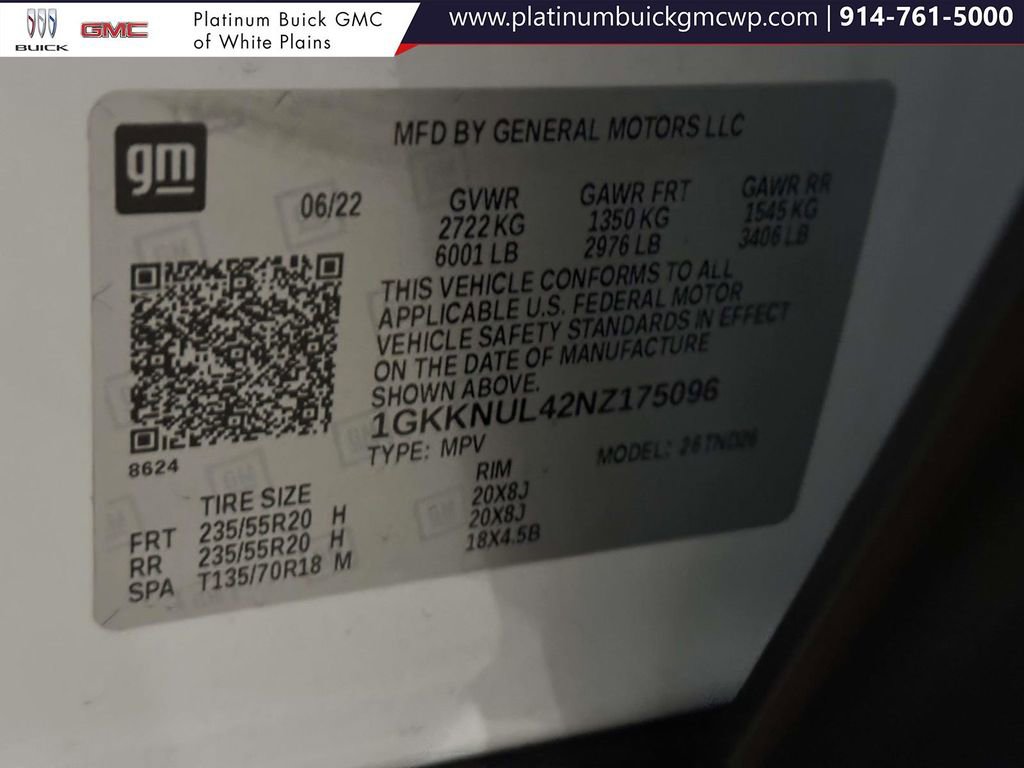 BUICK
GMC
Platinum Buick GMC
of White Plains
www.platinumbuickgmcwp.com | 914-761-5000
gm
MFD BY GENERAL MOTORS LLC
06/22
GVWR GAWR FRT GAWR RR
2722 KG 1350 KG 1545 KG
6001 LB 2976 LB 3406 LB
THIS VEHICLE CONFORMS TO ALL
APPLICABLE U.S. FEDERAL MOTOR
VEHICLE SAFETY STANDARDS IN EFFECT
ON THE DATE OF MANUFACTURE
SHOWN ABOVE.
1GKKNUL42NZ175096
TYPE: MPV MODEL:
8624
TIRE SIZE RIM
FRT 235/55R20 H 20X8J
RR 235/55R20 H 20X8J
SPA T135/70R18 M 18X4.5B